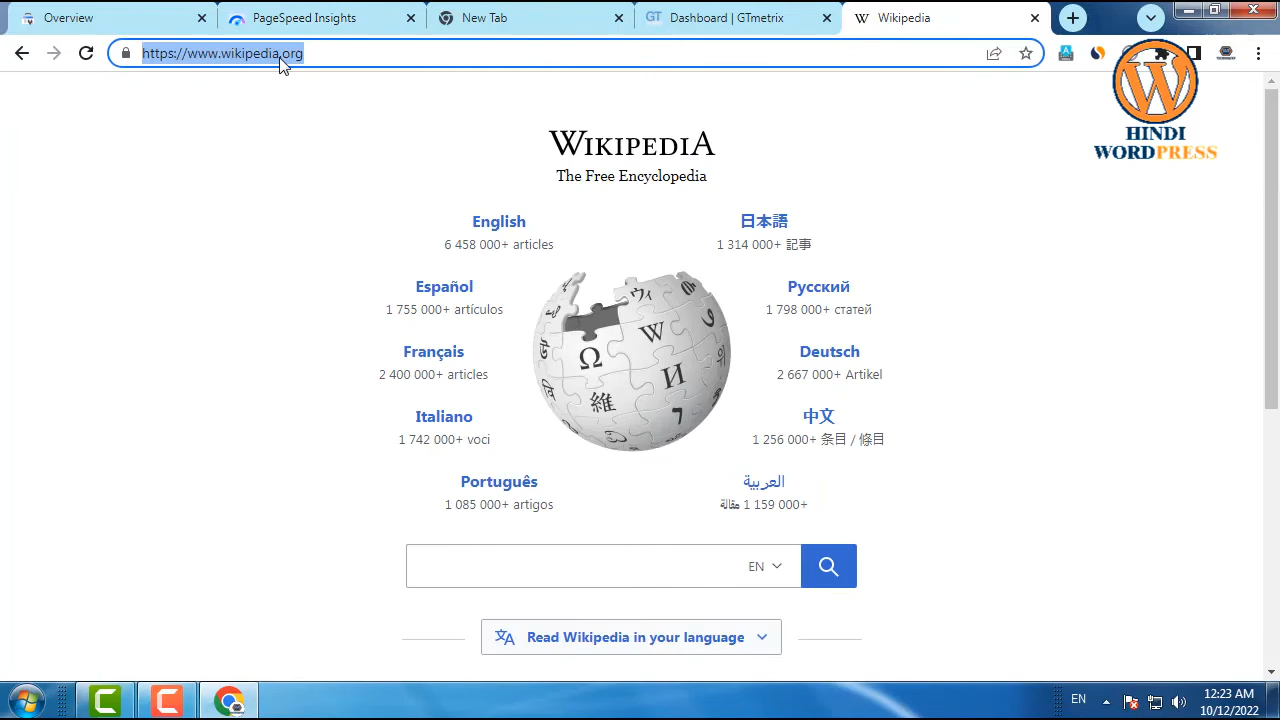 Overview
PageSpeed Insights
New Tab
GT Dashboard | GTmetrix
W Wikipedia
https://www.wikipedia.org
HINDI
WORDPRESS
WIKIPEDIA
The Free Encyclopedia
English
6 458 000+ articles
日本語
1 314 000+ 記事
Español
1 755 000+ artículos
Русский
1 798 000+ статей
Français
2 400 000+ articles
Deutsch
2 667 000+ Artikel
Italiano
1 742 000+ voci
中文
1 256 000+ 条目 / 條目
Português
1 085 000+ artigos
العربية
1 159 000+ مقالة
EN
Read Wikipedia in your language
EN
12:23 AM
10/12/2022